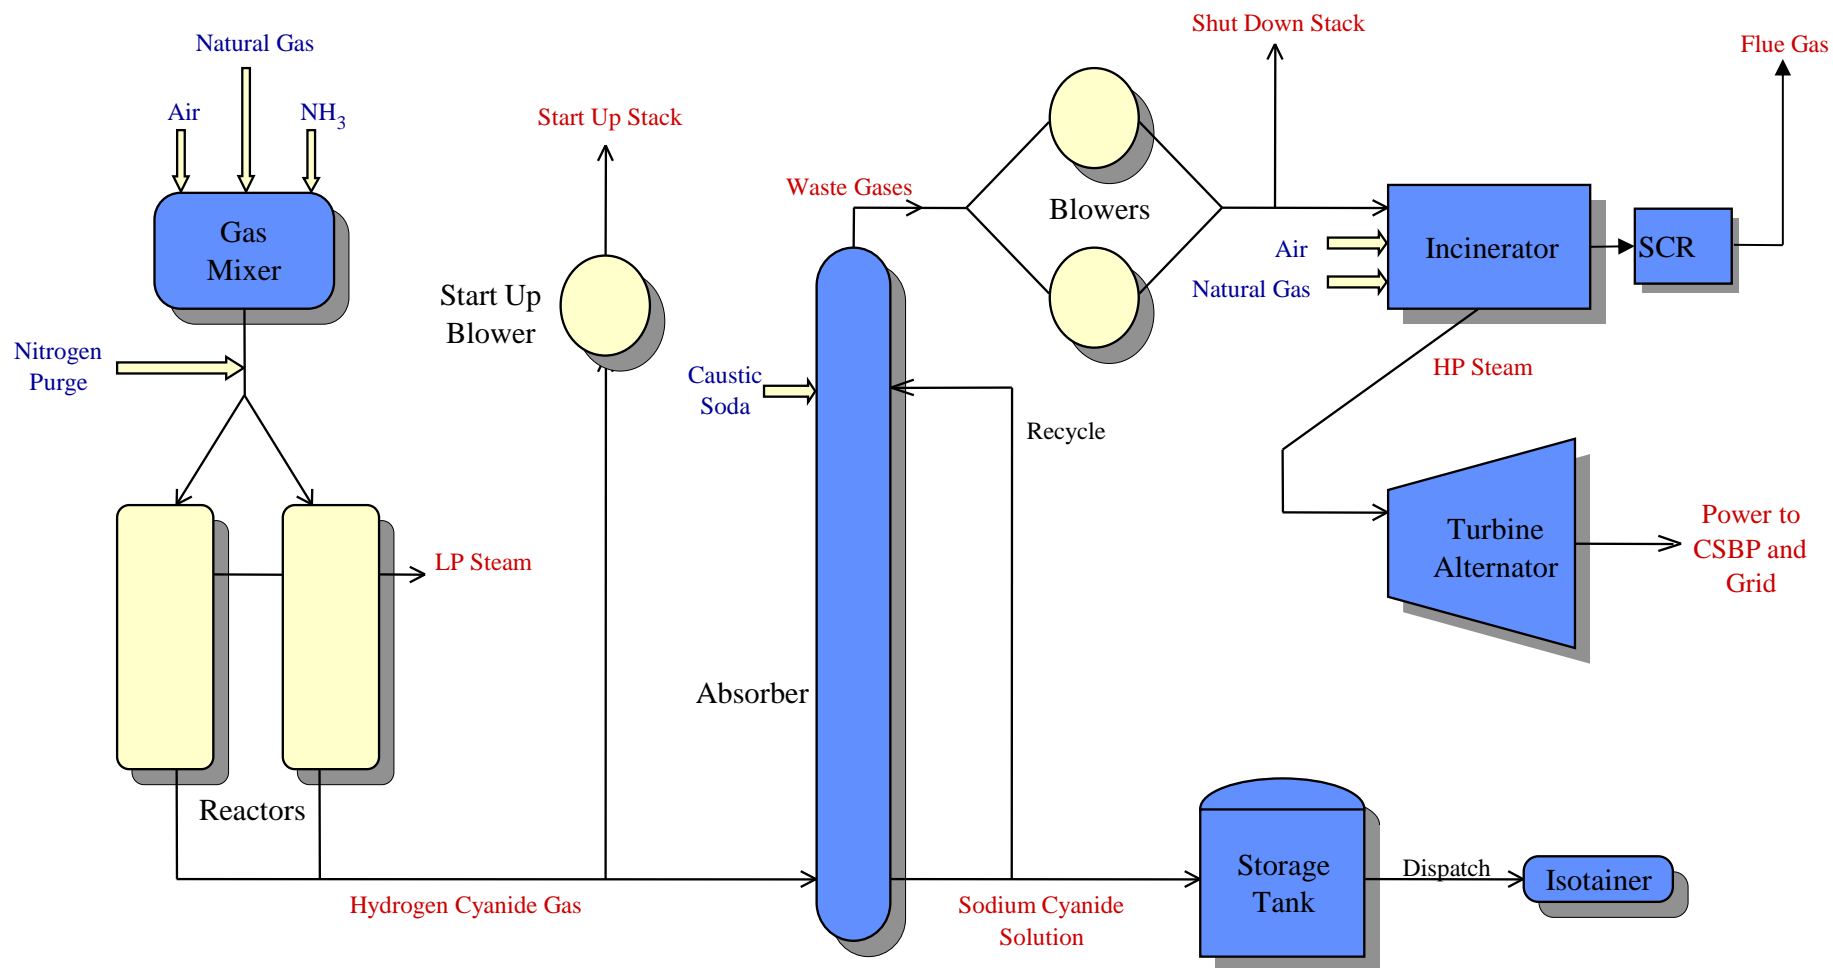 Shut Down Stack
Natural Gas
Flue Gas
Air
NH3
Start Up Stack
Waste Gases
Blowers
Gas
Mixer
Air
Incinerator
SCR
Natural Gas
Start Up
Blower
Nitrogen
Purge
Caustic
Soda
HP Steam
Recycle
LP Steam
Turbine
Alternator
Power to
CSBP and
Grid
Absorber
Reactors
Storage
Tank
Dispatch
Isotainer
Hydrogen Cyanide Gas
Sodium Cyanide
Solution